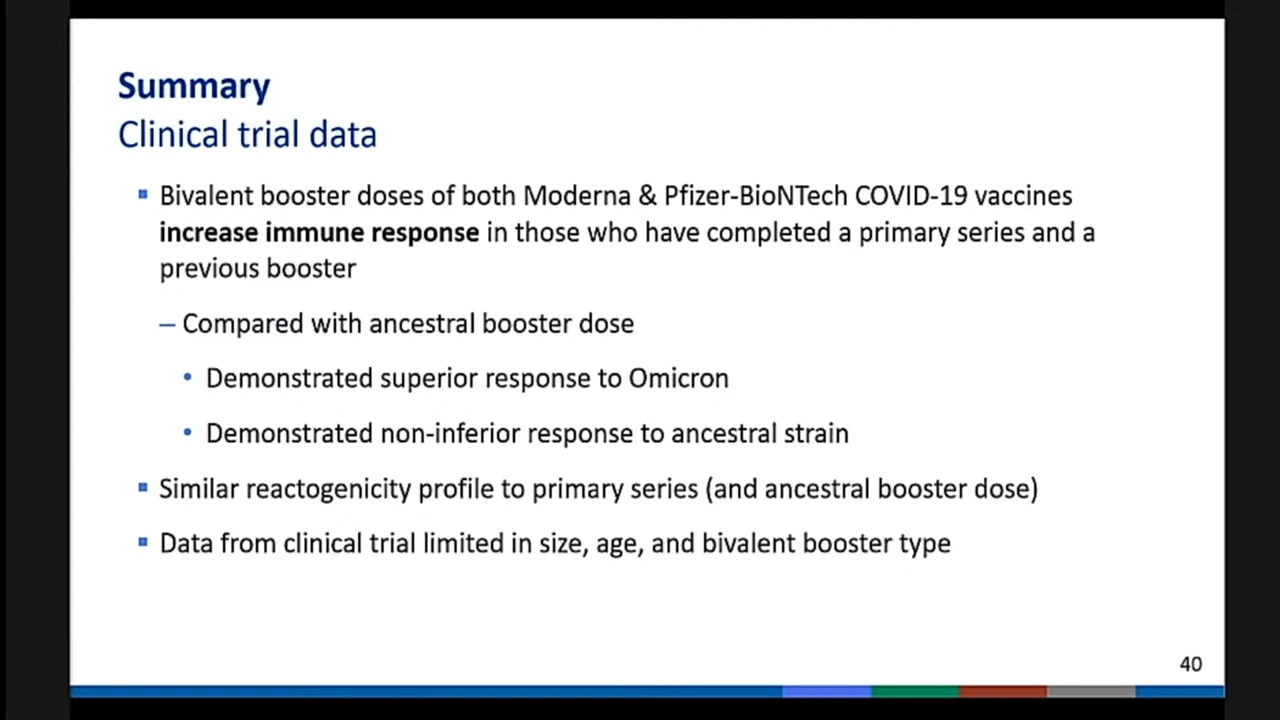 Summary
Clinical trial data
Bivalent booster doses of both Moderna & Pfizer-BioNTech COVID-19 vaccines
increase immune response in those who have completed a primary series and a
previous booster
– Compared with ancestral booster dose
• Demonstrated superior response to Omicron
• Demonstrated non-inferior response to ancestral strain
Similar reactogenicity profile to primary series (and ancestral booster dose)
Data from clinical trial limited in size, age, and bivalent booster type
40